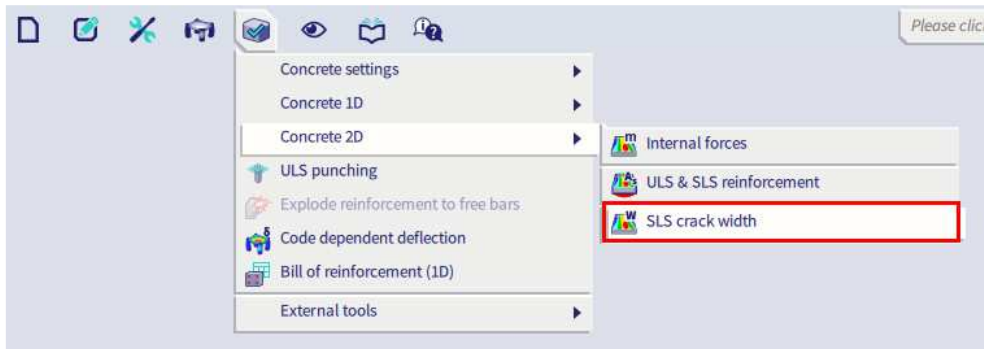 Please clic
Concrete settings
Concrete 1D
Concrete 2D
Internal forces
ULS punching
ULS & SLS reinforcement
Explode reinforcement to free bars
SLS crack width
Code dependent deflection
Bill of reinforcement (1D)
External tools